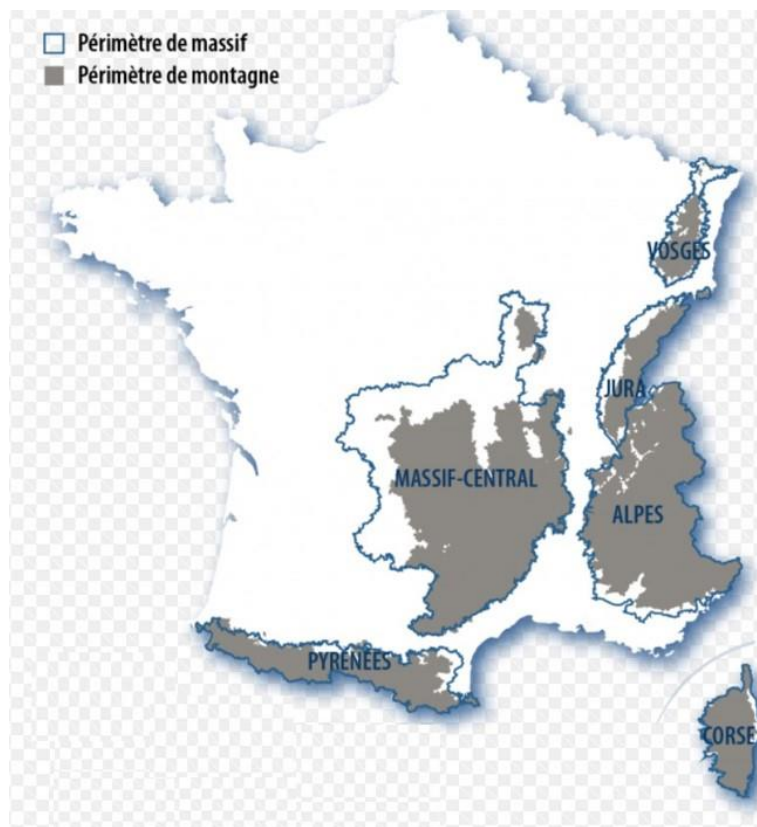 Périmètre de massif
Périmètre de montagne
VOSGES
JURA
MASSIF-CENTRAL
ALPES
PYRÉNÉES
CORSE